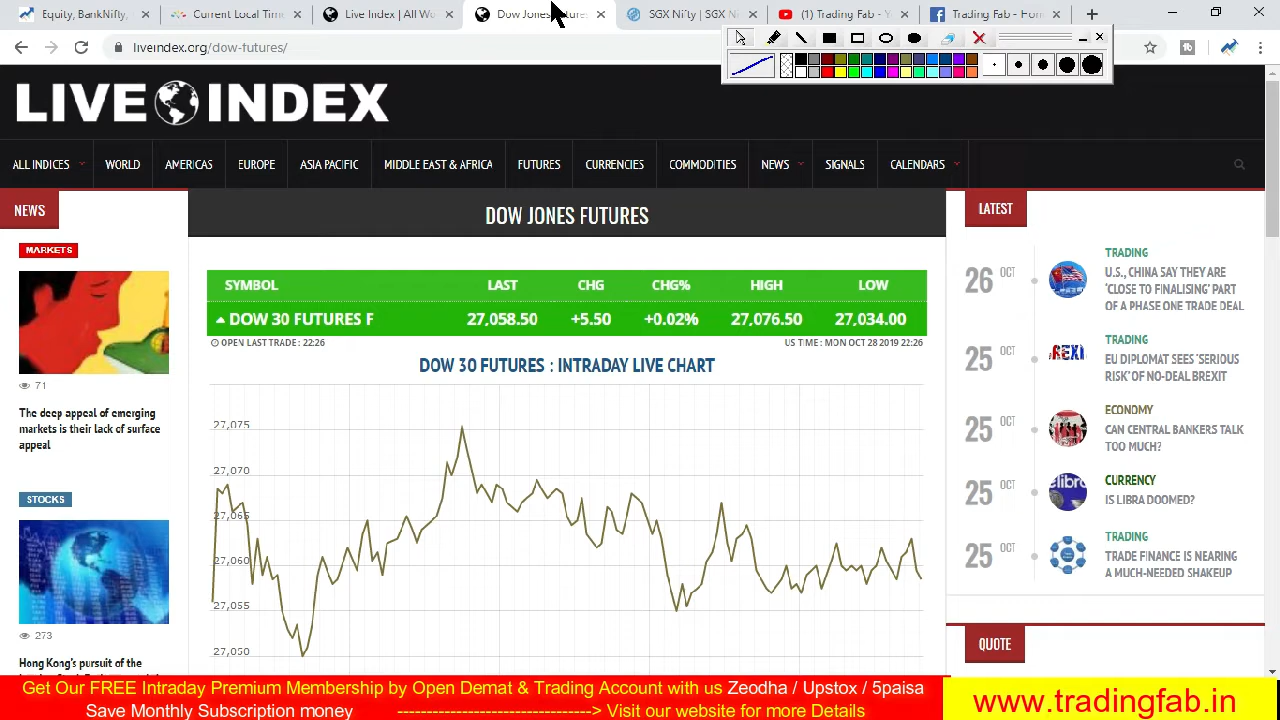 Equity, BankNifty,
Current Local Tim
Live Index | All Wo
Dow Jones Futures
SGX Nifty | SGX N
(1) Trading Fab - Y
Trading Fab - Hom
liveindex.org/dow-futures/
LIVE INDEX
ALL INDICES WORLD AMERICAS EUROPE ASIA PACIFIC MIDDLE EAST & AFRICA FUTURES CURRENCIES COMMODITIES NEWS SIGNALS CALENDARS
NEWS
MARKETS
71
The deep appeal of emerging
markets is their lack of surface
appeal
STOCKS
273
Hong Kong's pursuit of the
DOW JONES FUTURES
SYMBOL LAST CHG CHG% HIGH LOW
DOW 30 FUTURES F 27,058.50 +5.50 +0.02% 27,076.50 27,034.00
OPEN LAST TRADE : 22:26 US TIME : MON OCT 28 2019 22:26
DOW 30 FUTURES : INTRADAY LIVE CHART
27,075
27,070
27,065
27,060
27,055
27,050
LATEST
26 OCT
TRADING
U.S., CHINA SAY THEY ARE
'CLOSE TO FINALISING' PART
OF A PHASE ONE TRADE DEAL
25 OCT
REXI
TRADING
EU DIPLOMAT SEES 'SERIOUS
RISK' OF NO-DEAL BREXIT
25 OCT
ECONOMY
CAN CENTRAL BANKERS TALK
TOO MUCH?
25 OCT
elibra
CURRENCY
IS LIBRA DOOMED?
25 OCT
TRADING
TRADE FINANCE IS NEARING
A MUCH-NEEDED SHAKEUP
QUOTE
Get Our FREE Intraday Premium Membership by Open Demat & Trading Account with us Zeodha / Upstox / 5paisa
Save Monthly Subscription money --------------------------------> Visit our website for more Details
www.tradingfab.in